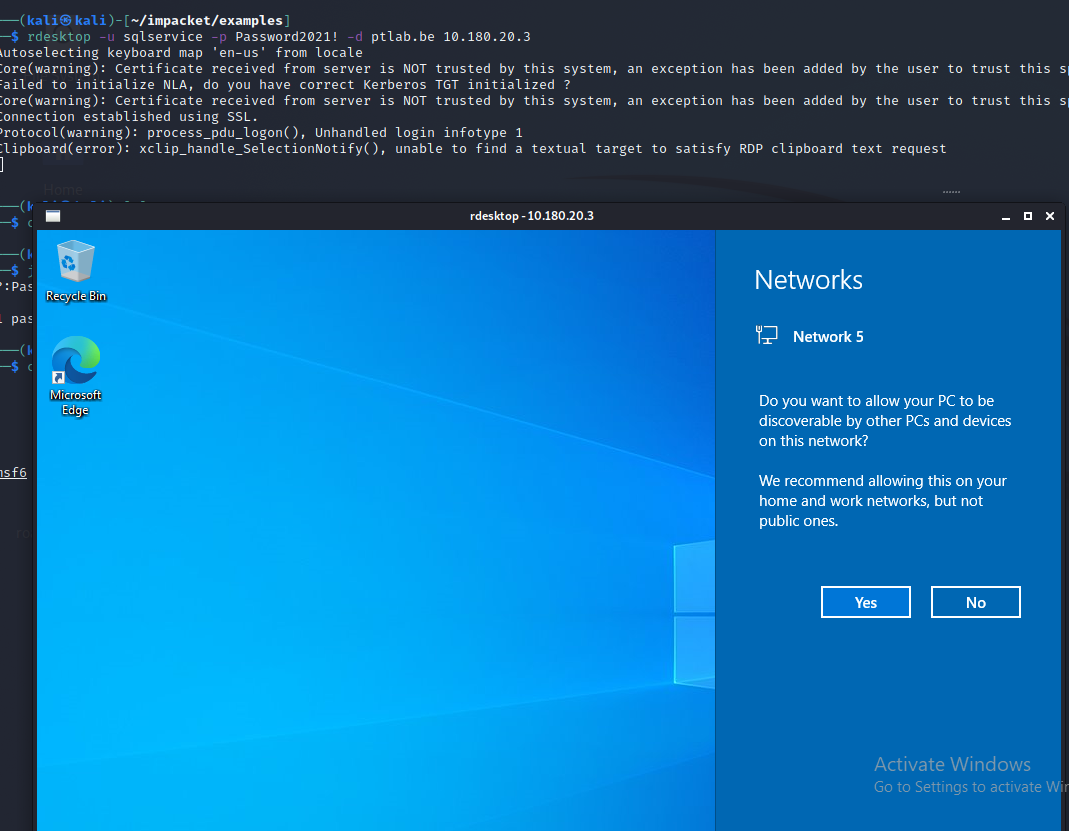 ──(kali㉿kali)-[~/impacket/examples]
─$ rdesktop -u sqlservice -p Password2021! -d ptlab.be 10.180.20.3
Autoselecting keyboard map 'en-us' from locale
Core(warning): Certificate received from server is NOT trusted by this system, an exception has been added by the user to trust this sp
Failed to initialize NLA, do you have correct Kerberos TGT initialized ?
Core(warning): Certificate received from server is NOT trusted by this system, an exception has been added by the user to trust this sp
Connection established using SSL.
Protocol(warning): process_pdu_logon(), Unhandled login infotype 1
Clipboard(error): xclip_handle_SelectionNotify(), unable to find a textual target to satisfy RDP clipboard text request
Home
rdesktop - 10.180.20.3
──(k
─$
──(k
─$ j
?:Pas
pas
──(k
─$
msf6
Recycle Bin
Microsoft
Edge
Networks
Network 5
Do you want to allow your PC to be
discoverable by other PCs and devices
on this network?
We recommend allowing this on your
home and work networks, but not
public ones.
Yes
No
Activate Windows
Go to Settings to activate Win